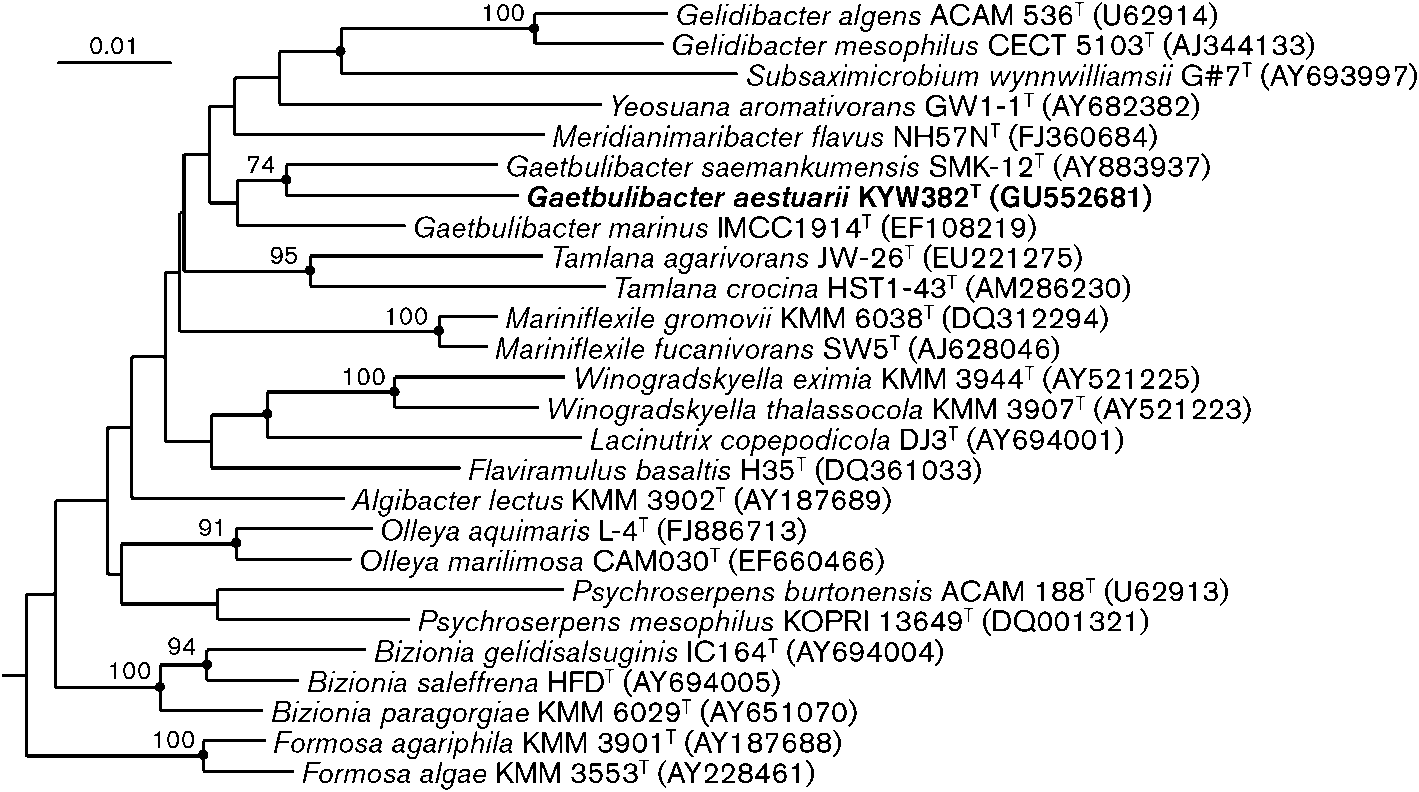 100
Gelidibacter algens ACAM 536ᵀ (U62914)
0.01
Gelidibacter mesophilus CECT 5103ᵀ (AJ344133)
Subsaximicrobium wynnwilliamsii G#7ᵀ (AY693997)
Yeosuana aromativorans GW1-1ᵀ (AY682382)
Meridianimaribacter flavus NH57Nᵀ (FJ360684)
74
Gaetbulibacter saemankumensis SMK-12ᵀ (AY883937)
Gaetbulibacter aestuarii KYW382ᵀ (GU552681)
Gaetbulibacter marinus IMCC1914ᵀ (EF108219)
95
Tamlana agarivorans JW-26ᵀ (EU221275)
Tamlana crocina HST1-43ᵀ (AM286230)
100
Mariniflexile gromovii KMM 6038ᵀ (DQ312294)
Mariniflexile fucanivorans SW5ᵀ (AJ628046)
100
Winogradskyella eximia KMM 3944ᵀ (AY521225)
Winogradskyella thalassocola KMM 3907ᵀ (AY521223)
Lacinutrix copepodicola DJ3ᵀ (AY694001)
Flaviramulus basaltis H35ᵀ (DQ361033)
Algibacter lectus KMM 3902ᵀ (AY187689)
91
Olleya aquimaris L-4ᵀ (FJ886713)
Olleya marilimosa CAM030ᵀ (EF660466)
Psychroserpens burtonensis ACAM 188ᵀ (U62913)
Psychroserpens mesophilus KOPRI 13649ᵀ (DQ001321)
94
Bizionia gelidisalsuginis IC164ᵀ (AY694004)
100
Bizionia saleffrena HFDᵀ (AY694005)
Bizionia paragorgiae KMM 6029ᵀ (AY651070)
100
Formosa agariphila KMM 3901ᵀ (AY187688)
Formosa algae KMM 3553ᵀ (AY228461)